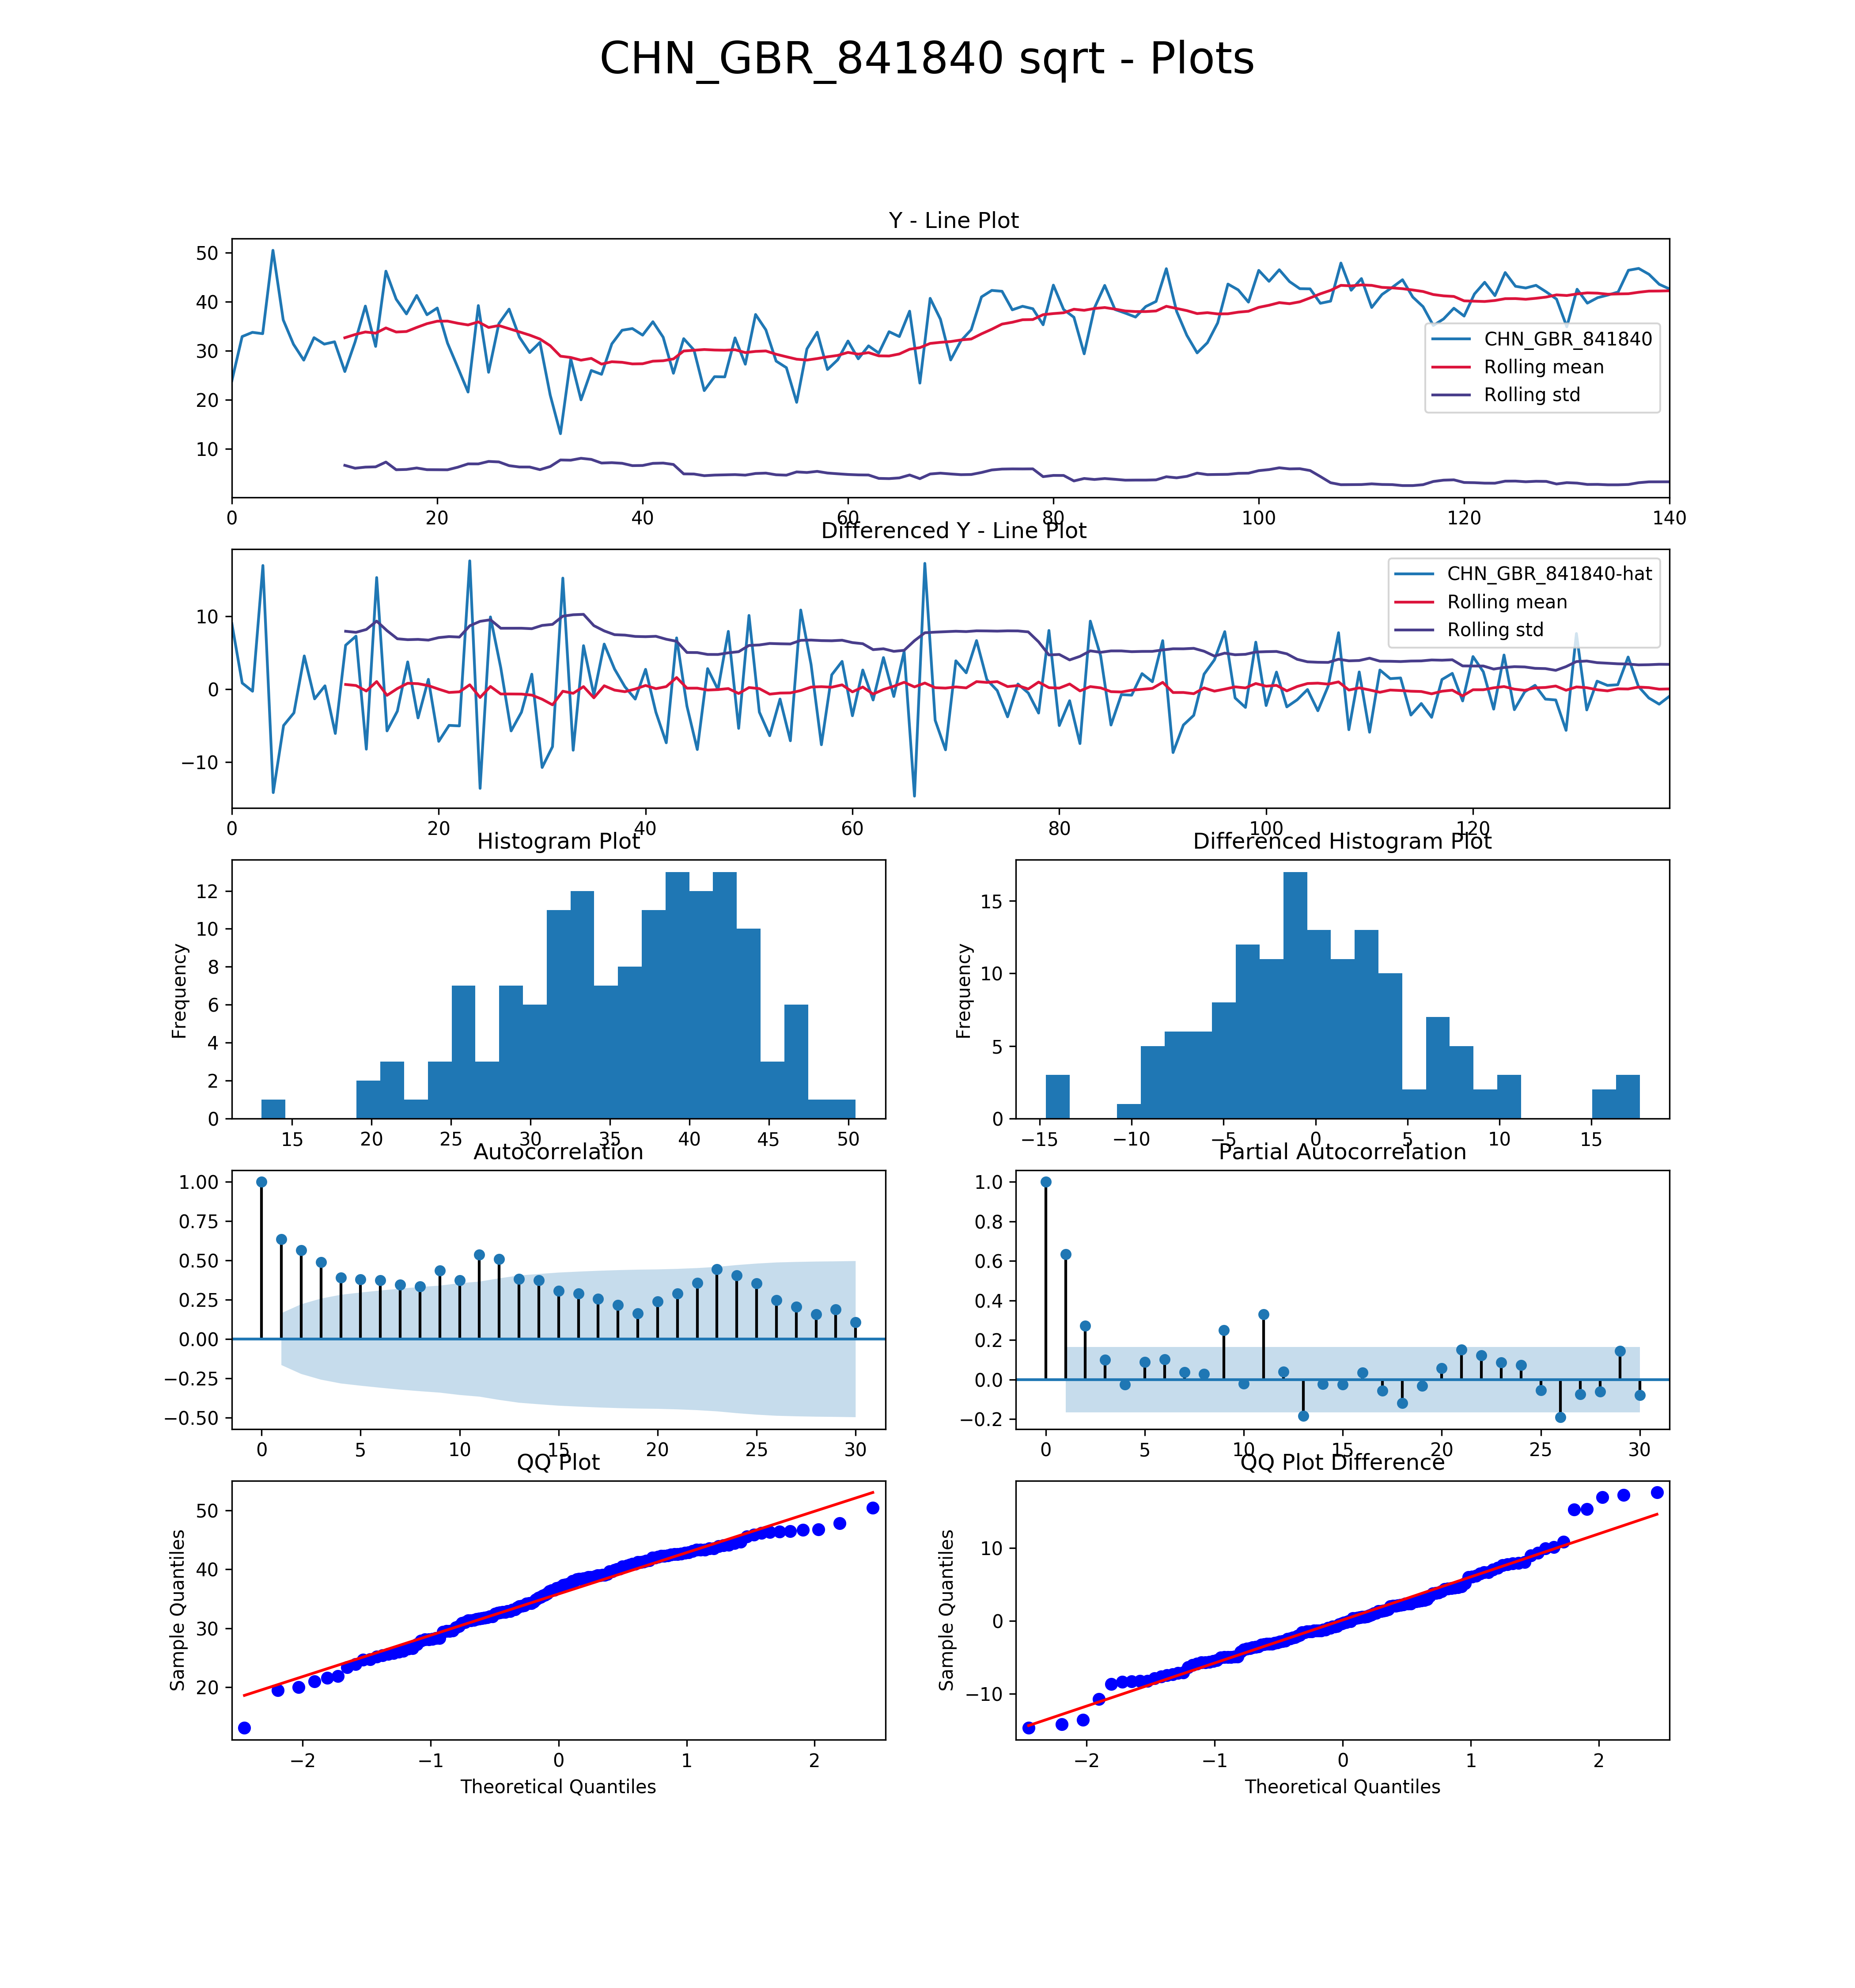 CHN_GBR_841840 sqrt - Plots
Y - Line Plot
50
40
30
20
10
CHN_GBR_841840
Rolling mean
Rolling std
0 20 40 60 80 100 120 140
Differenced Y - Line Plot
10
0
−10
CHN_GBR_841840-hat
Rolling mean
Rolling std
0 20 40 60 80 100 120
Histogram Plot
Frequency
12
10
8
6
4
2
0
15 20 25 30 35 40 45 50
Differenced Histogram Plot
Frequency
15
10
5
0
−15 −10 −5 0 5 10 15
Autocorrelation
1.00
0.75
0.50
0.25
0.00
−0.25
−0.50
0 5 10 15 20 25 30
Partial Autocorrelation
1.0
0.8
0.6
0.4
0.2
0.0
−0.2
0 5 10 15 20 25 30
QQ Plot
Sample Quantiles
50
40
30
20
−2 −1 0 1 2
Theoretical Quantiles
QQ Plot Difference
Sample Quantiles
10
0
−10
−2 −1 0 1 2
Theoretical Quantiles